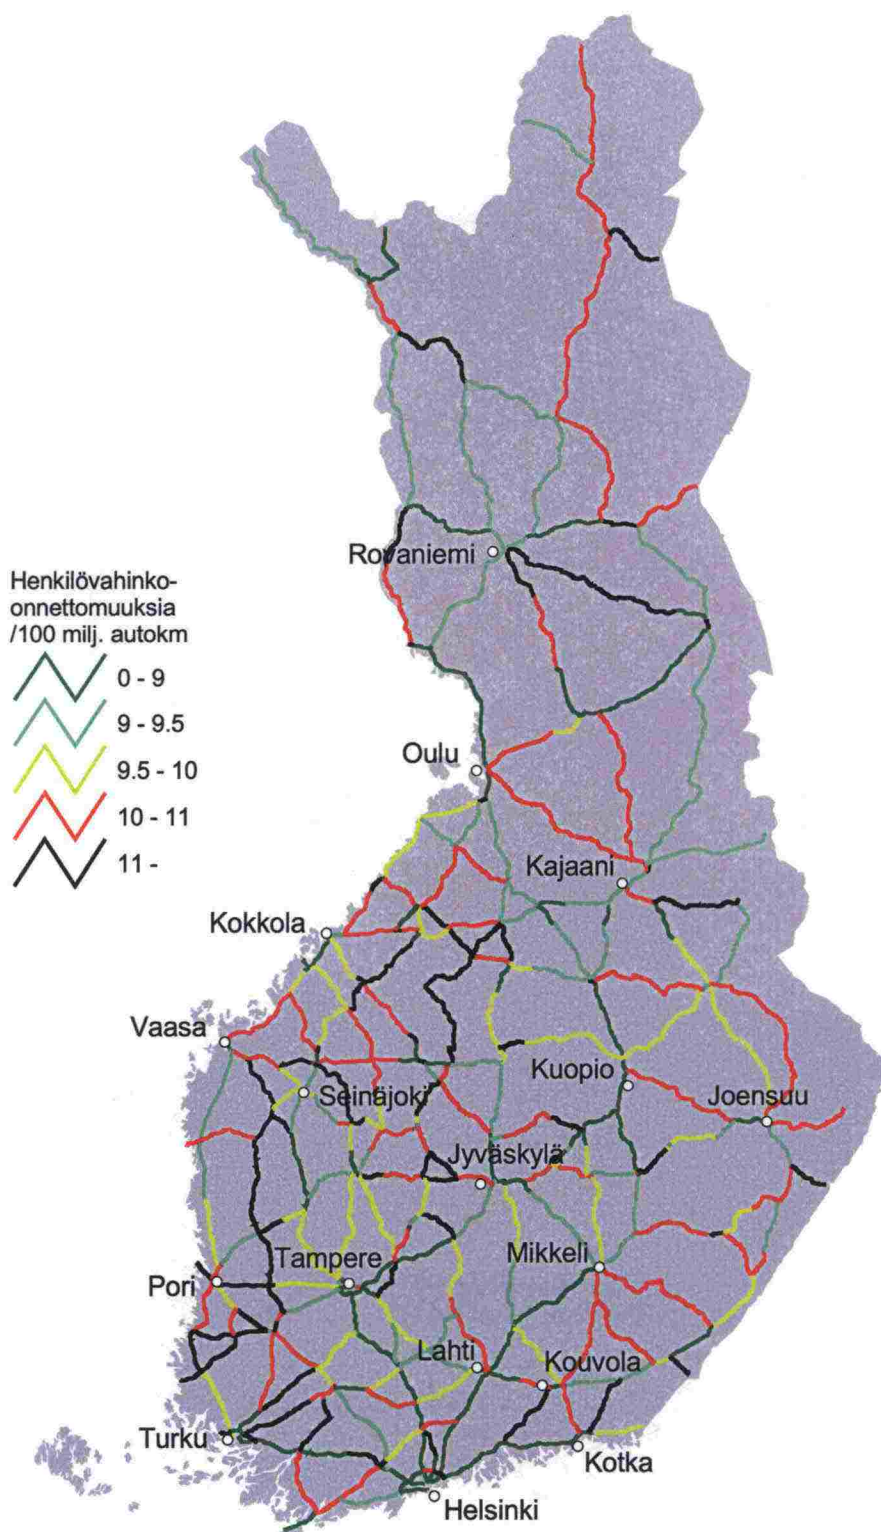 Rovaniemi
Henkilövahinko-
onnettomuuksia
/100 milj. autokm
0 - 9
9 - 9.5
9.5 - 10
10 - 11
11 -
Oulu
Kajaani
Kokkola
Vaasa
Kuopio
Seinäjoki
Joensuu
Jyväskylä
Mikkeli
Tampere
Pori
Lahti
Kouvola
Turku
Kotka
Helsinki